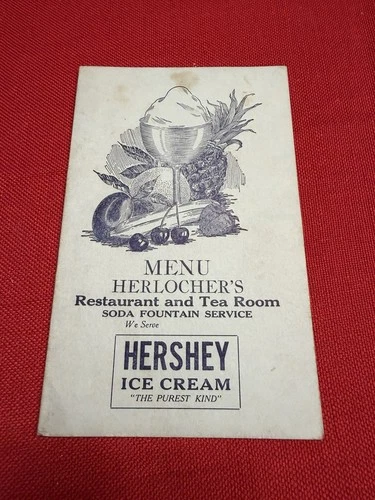 MENU
HERLOCHER'S
Restaurant and Tea Room
SODA FOUNTAIN SERVICE
We Serve
HERSHEY
ICE CREAM
"THE PUREST KIND"